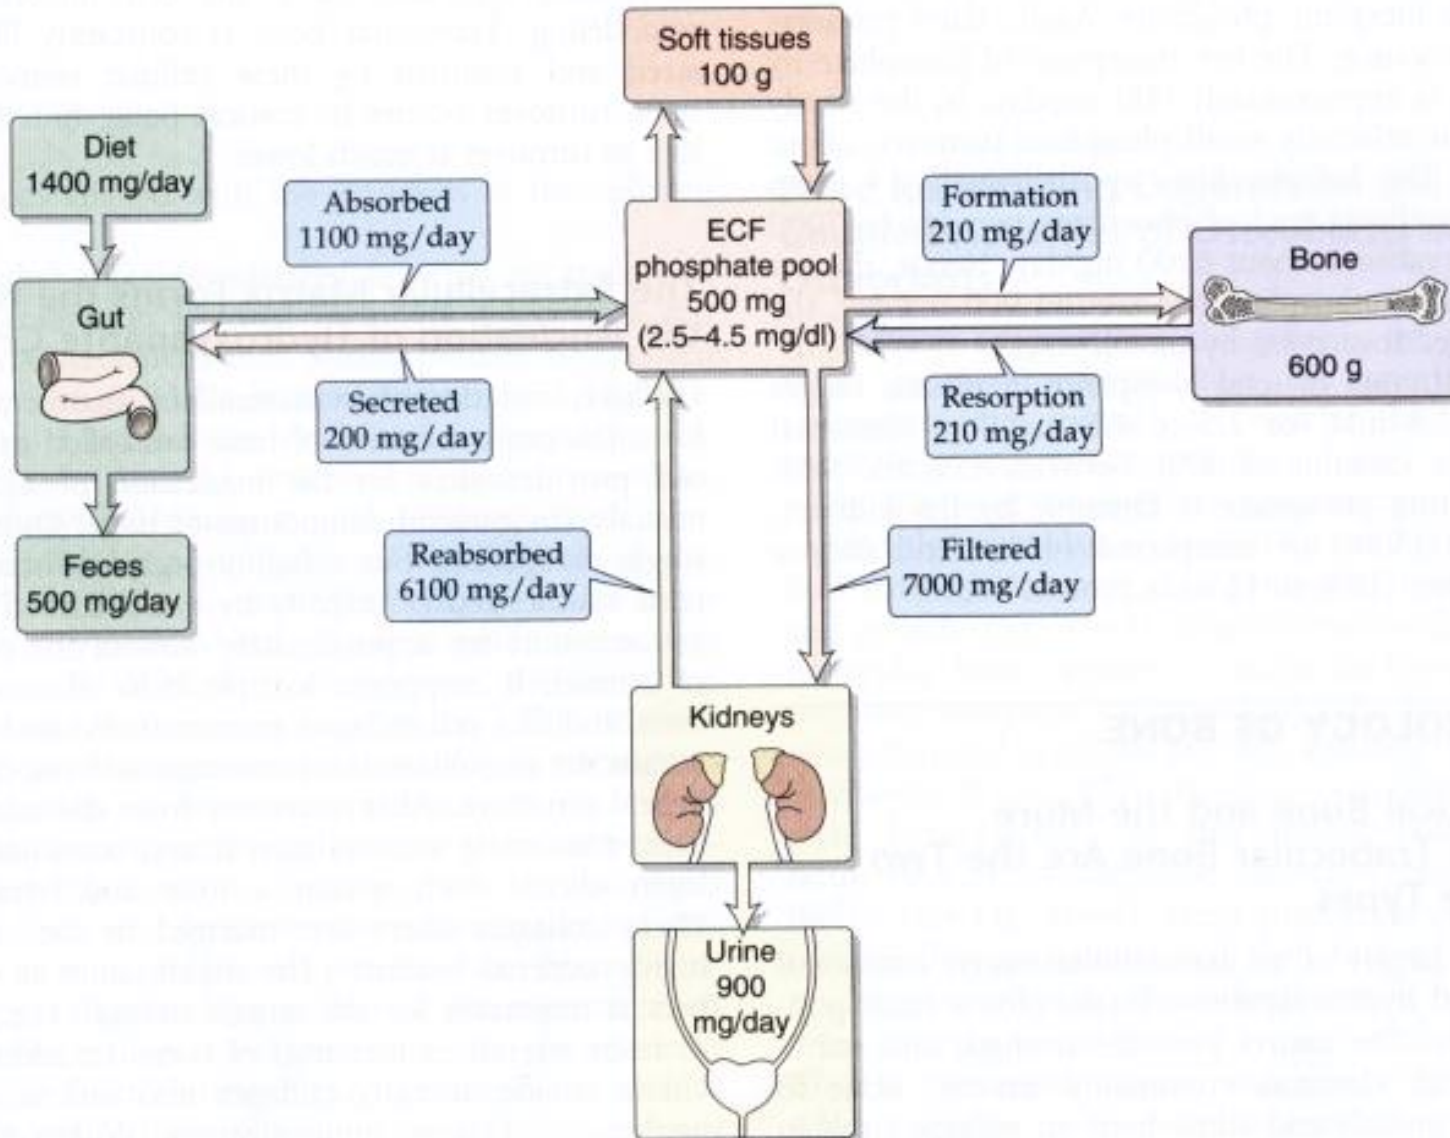 Soft tissues
100 g
Diet
1400 mg/day
Absorbed
1100 mg/day
ECF
phosphate pool
500 mg
(2.5–4.5 mg/dl)
Formation
210 mg/day
Bone
600 g
Gut
Secreted
200 mg/day
Resorption
210 mg/day
Feces
500 mg/day
Reabsorbed
6100 mg/day
Filtered
7000 mg/day
Kidneys
Urine
900
mg/day